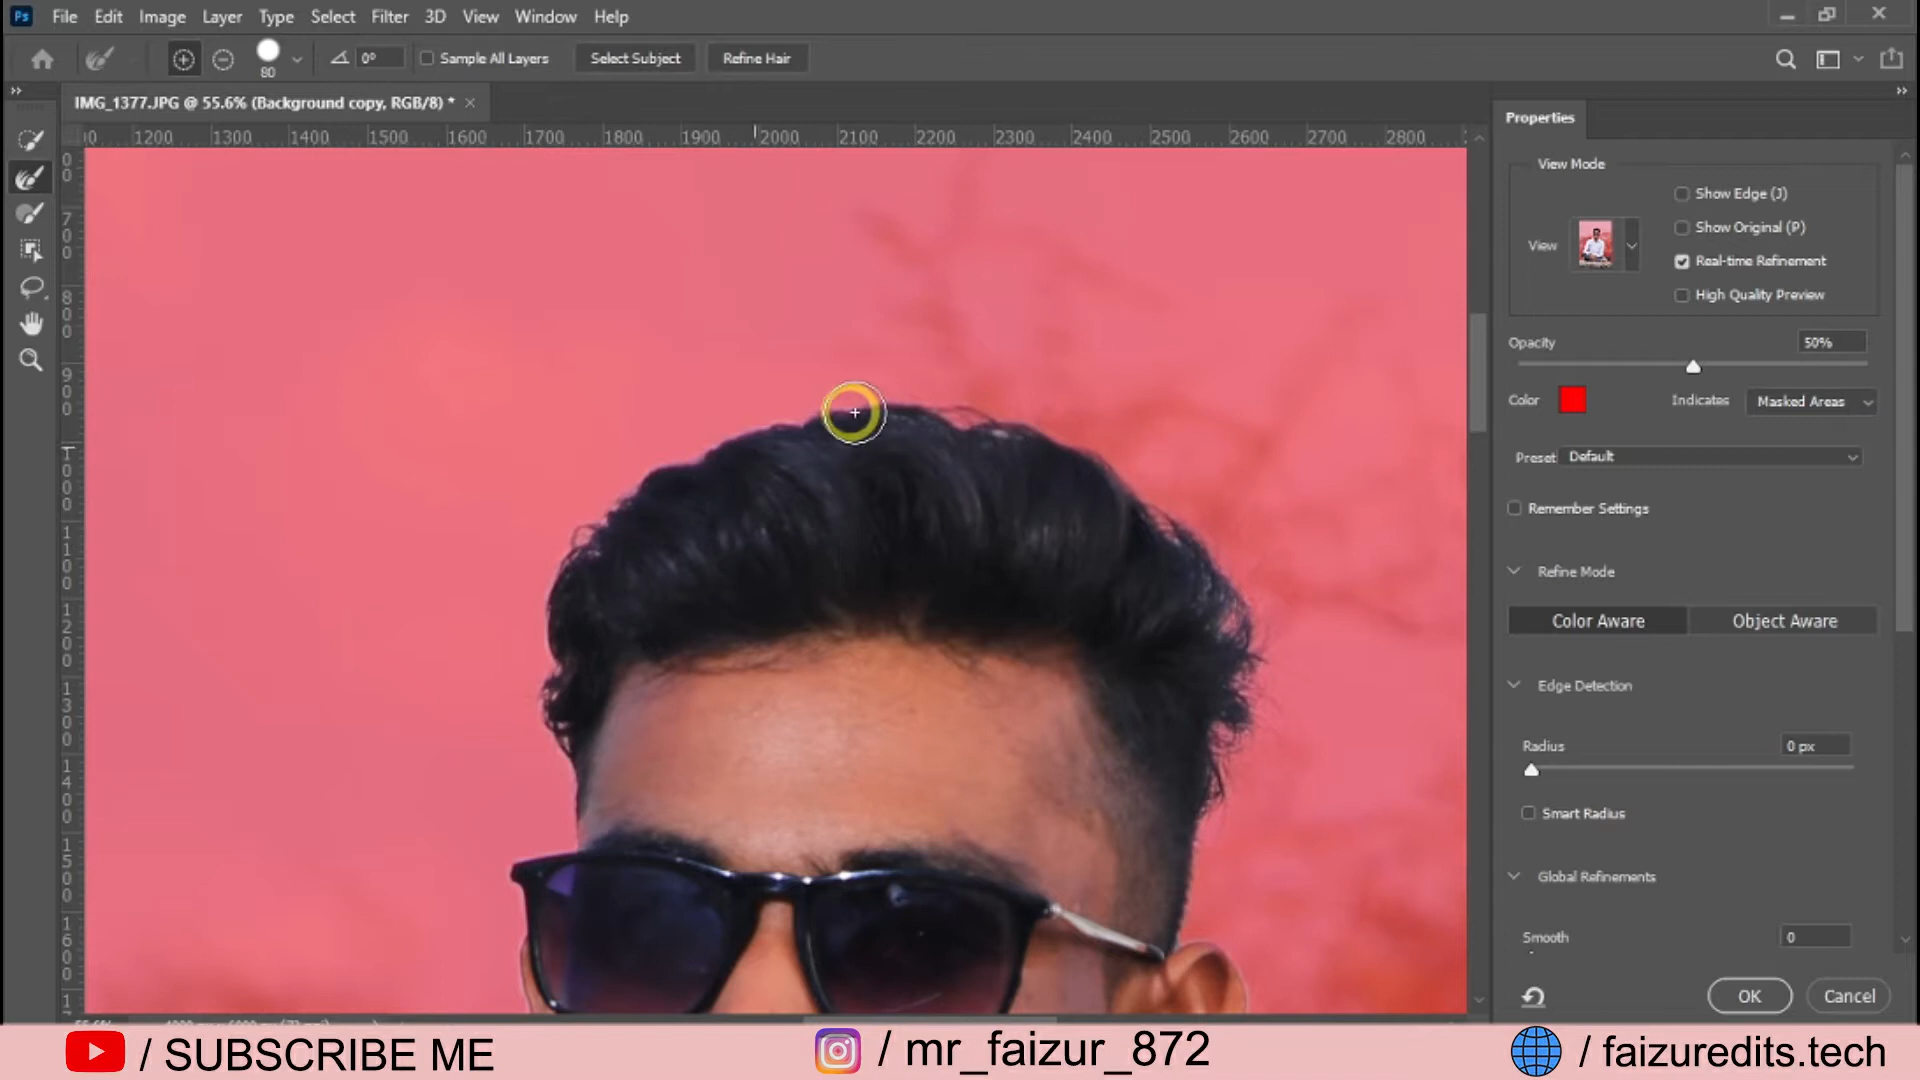 Ps File Edit Image Layer Type Select Filter 3D View Window Help
80 0° Sample All Layers Select Subject Refine Hair
IMG_1377.JPG @ 55.6% (Background copy, RGB/8) * ×
1200 1300 1400 1500 1600 1700 1800 1900 2000 2100 2200 2300 2400 2500 2600 2700 2800
Properties
View Mode
Show Edge (J)
Show Original (P)
View
Real-time Refinement
High Quality Preview
Opacity 50%
Color Indicates Masked Areas
Preset Default
Remember Settings
Refine Mode
Color Aware Object Aware
Edge Detection
Radius 0 px
Smart Radius
Global Refinements
Smooth 0
OK Cancel
/ SUBSCRIBE ME / mr_faizur_872 / faizuredits.tech